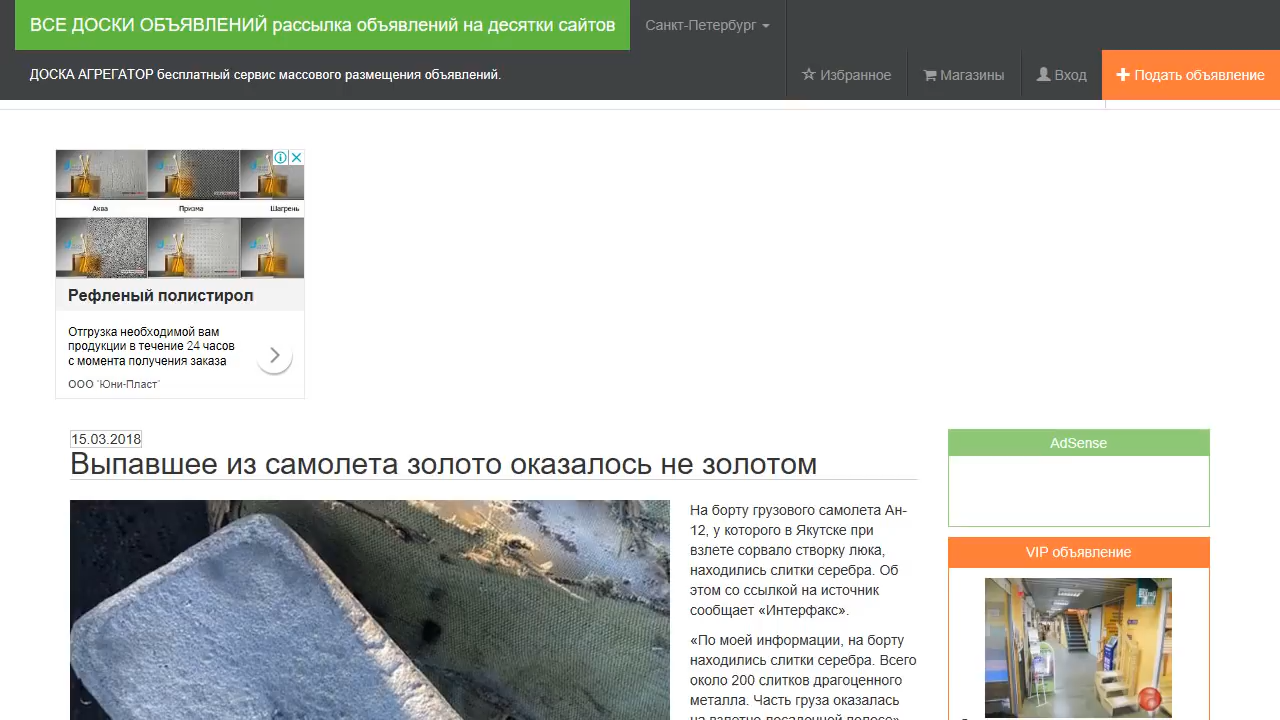 ВСЕ ДОСКИ ОБЪЯВЛЕНИЙ рассылка объявлений на десятки сайтов
Санкт-Петербург
ДОСКА АГРЕГАТОР бесплатный сервис массового размещения объявлений.
Избранное
Магазины
Вход
Подать объявление
Аква
Призма
Шагрень
Рефленый полистирол
Отгрузка необходимой вам
продукции в течение 24 часов
с момента получения заказа
ООО "Юни-Пласт"
15.03.2018
Выпавшее из самолета золото оказалось не золотом
На борту грузового самолета Ан-
12, у которого в Якутске при
взлете сорвало створку люка,
находились слитки серебра. Об
этом со ссылкой на источник
сообщает «Интерфакс».
«По моей информации, на борту
находились слитки серебра. Всего
около 200 слитков драгоценного
металла. Часть груза оказалась
на взлетно-посадочной полосе»,
AdSense
VIP объявление